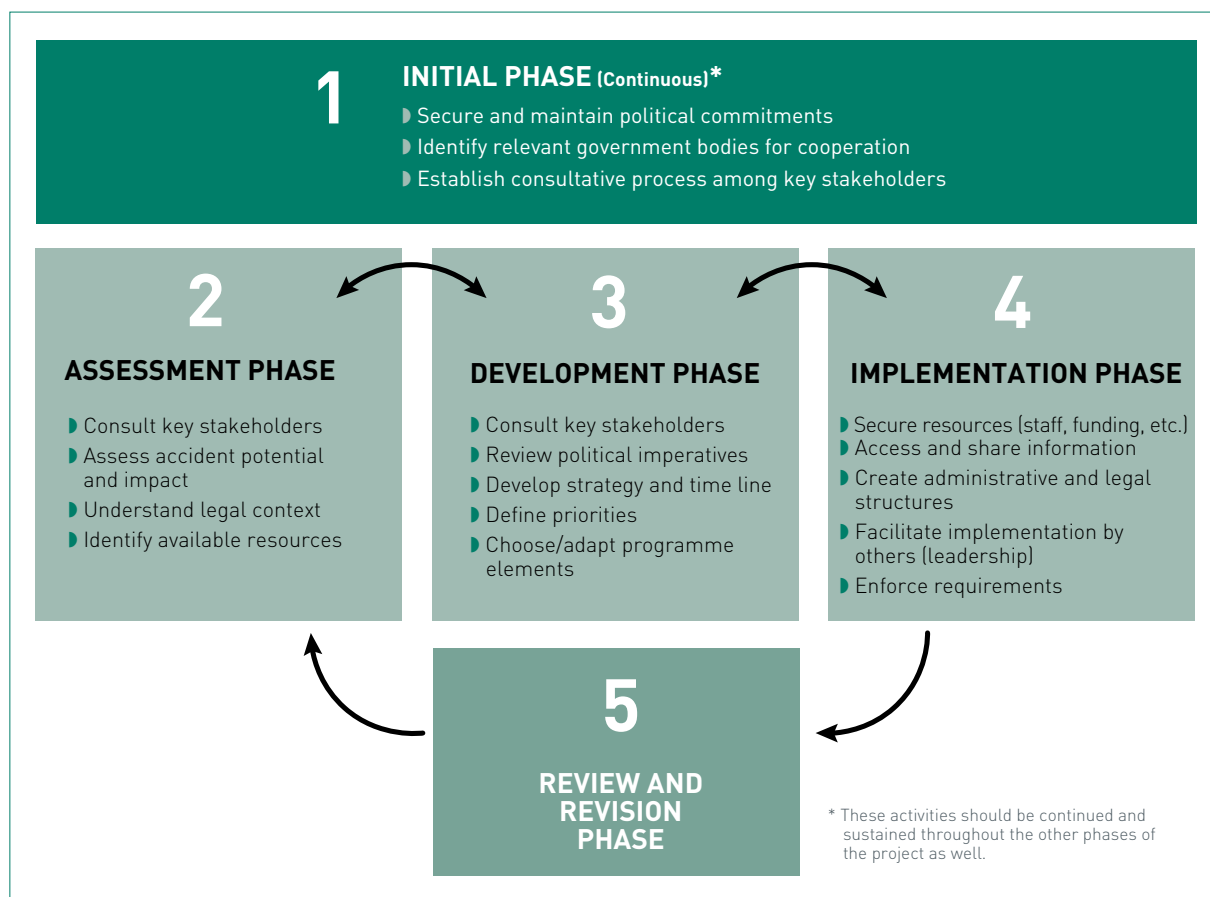 1
INITIAL PHASE (Continuous)*
Secure and maintain political commitments
Identify relevant government bodies for cooperation
Establish consultative process among key stakeholders
2
ASSESSMENT PHASE
Consult key stakeholders
Assess accident potential
and impact
Understand legal context
Identify available resources
3
DEVELOPMENT PHASE
Consult key stakeholders
Review political imperatives
Develop strategy and time line
Define priorities
Choose/adapt programme
elements
4
IMPLEMENTATION PHASE
Secure resources (staff, funding, etc.)
Access and share information
Create administrative and legal
structures
Facilitate implementation by
others (leadership)
Enforce requirements
5
REVIEW AND
REVISION
PHASE
* These activities should be continued and
sustained throughout the other phases of
the project as well.